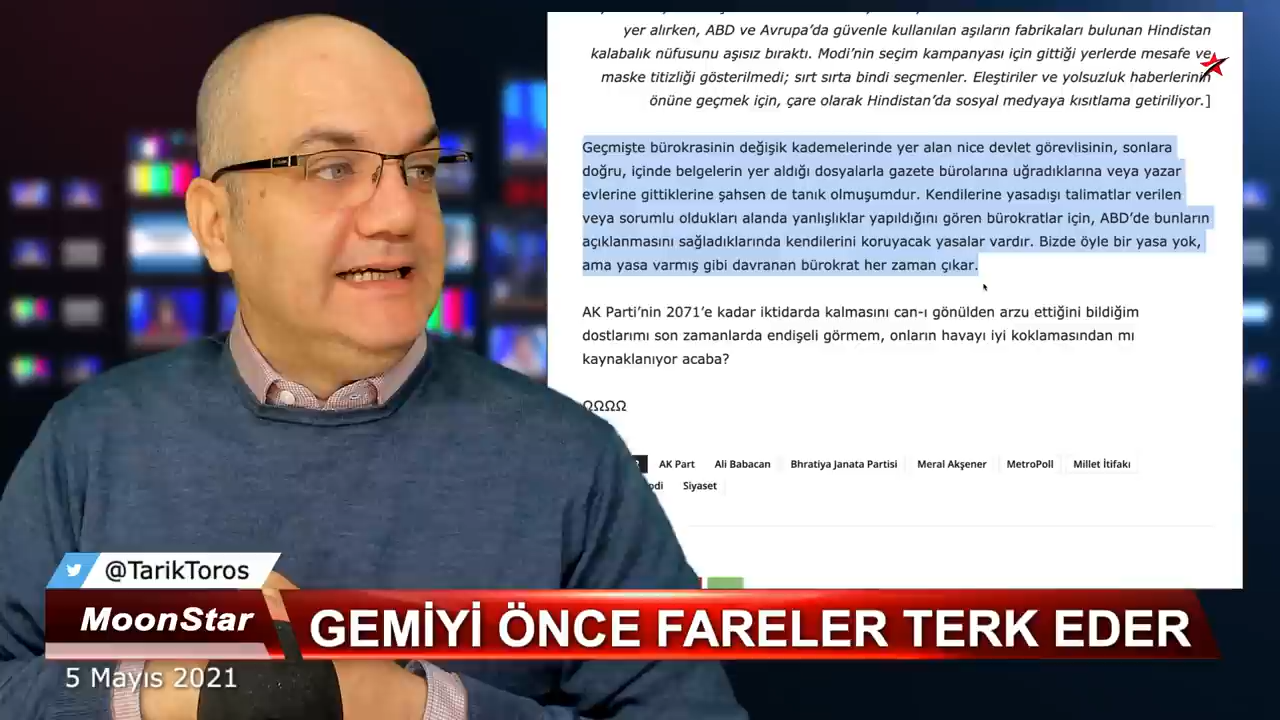 yer alırken, ABD ve Avrupa’da güvenle kullanılan aşıların fabrikaları bulunan Hindistan
kalabalık nüfusunu aşısız bıraktı. Modi’nin seçim kampanyası için gittiği yerlerde mesafe ve
maske titizliği gösterilmedi; sırt sırta bindi seçmenler. Eleştiriler ve yolsuzluk haberlerinin
önüne geçmek için, çare olarak Hindistan’da sosyal medyaya kısıtlama getiriliyor.]
Geçmişte bürokrasinin değişik kademelerinde yer alan nice devlet görevlisinin, sonlara
doğru, içinde belgelerin yer aldığı dosyalarla gazete bürolarına uğradıklarına veya yazar
evlerine gittiklerine şahsen de tanık olmuşumdur. Kendilerine yasadışı talimatlar verilen
veya sorumlu oldukları alanda yanlışlıklar yapıldığını gören bürokratlar için, ABD’de bunların
açıklanmasını sağladıklarında kendilerini koruyacak yasalar vardır. Bizde öyle bir yasa yok,
ama yasa varmış gibi davranan bürokrat her zaman çıkar.
AK Parti’nin 2071’e kadar iktidarda kalmasını can-ı gönülden arzu ettiğini bildiğim
dostlarımı son zamanlarda endişeli görmem, onların havayı iyi koklamasından mı
kaynaklanıyor acaba?
ΩΩΩΩ
AK Part Ali Babacan Bhratiya Janata Partisi Meral Akşener MetroPoll Millet İtifakı
odi Siyaset
@TarikToros
MoonStar
GEMİYİ ÖNCE FARELER TERK EDER
5 Mayıs 2021